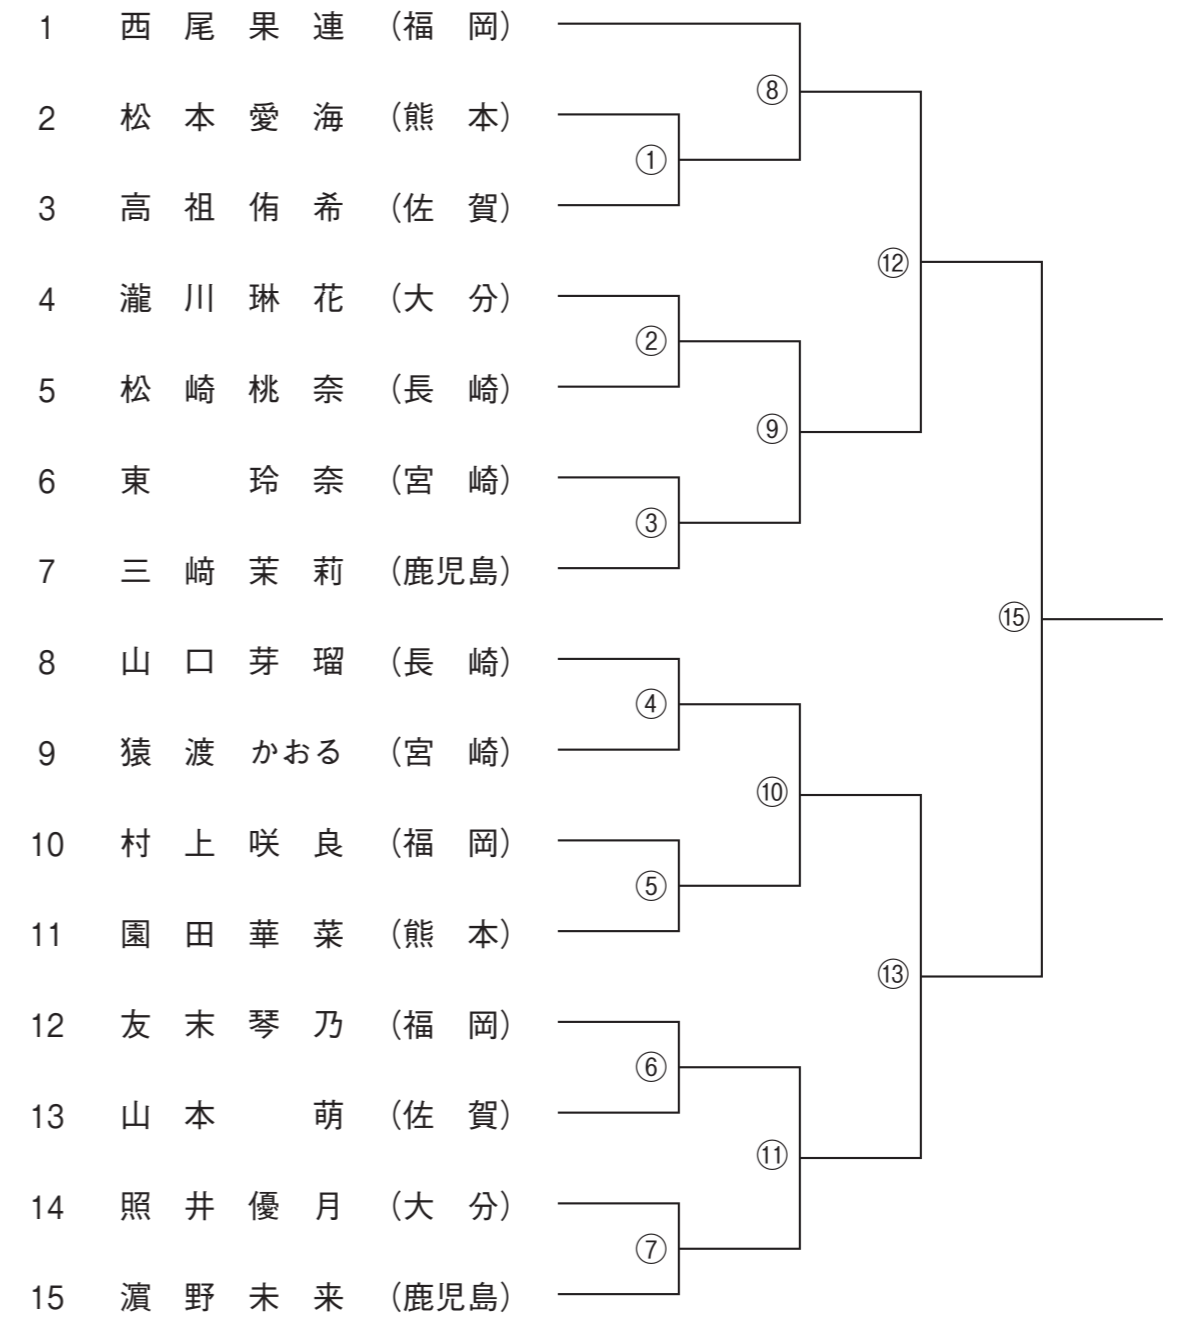 1 西尾果連 （福岡）
⑧
2 松本愛海 （熊本）
①
3 高祖侑希 （佐賀）
⑫
4 瀧川琳花 （大分）
②
5 松崎桃奈 （長崎）
⑨
6 東 玲奈 （宮崎）
③
7 三﨑茉莉 （鹿児島）
⑮
8 山口芽瑠 （長崎）
④
9 猿渡かおる （宮崎）
⑩
10 村上咲良 （福岡）
⑤
11 園田華菜 （熊本）
⑬
12 友末琴乃 （福岡）
⑥
13 山本 萌 （佐賀）
⑪
14 照井優月 （大分）
⑦
15 濵野未来 （鹿児島）